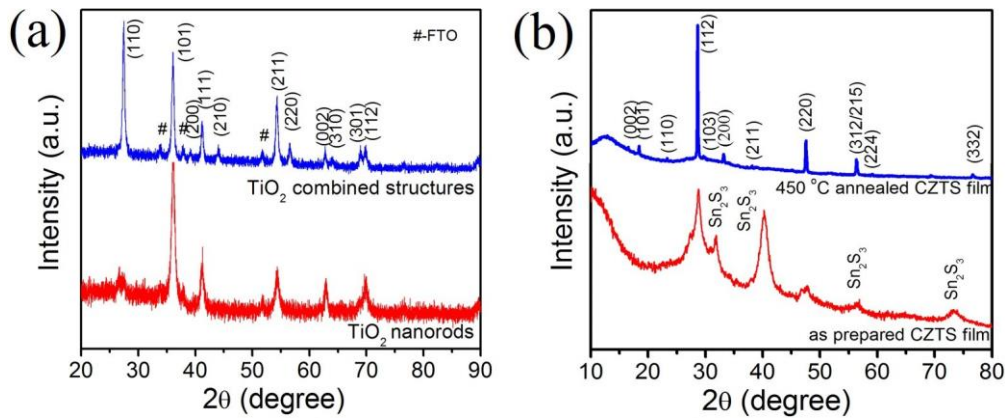 (a)
(110)
(101)
#-FTO
(211)
#
#
(200)
(111)
(210)
#
(220)
(002)
(310)
(301)
(112)
TiO₂ combined structures
TiO₂ nanorods
Intensity (a.u.)
20 30 40 50 60 70 80 90
2θ (degree)
(b)
(112)
(002)
(101)
(110)
(103)
(200)
(211)
(220)
(312/215)
(224)
(332)
450 °C annealed CZTS film
Sn₂S₃
Sn₂S₃
Sn₂S₃
Sn₂S₃
as prepared CZTS film
Intensity (a.u.)
10 20 30 40 50 60 70 80
2θ (degree)